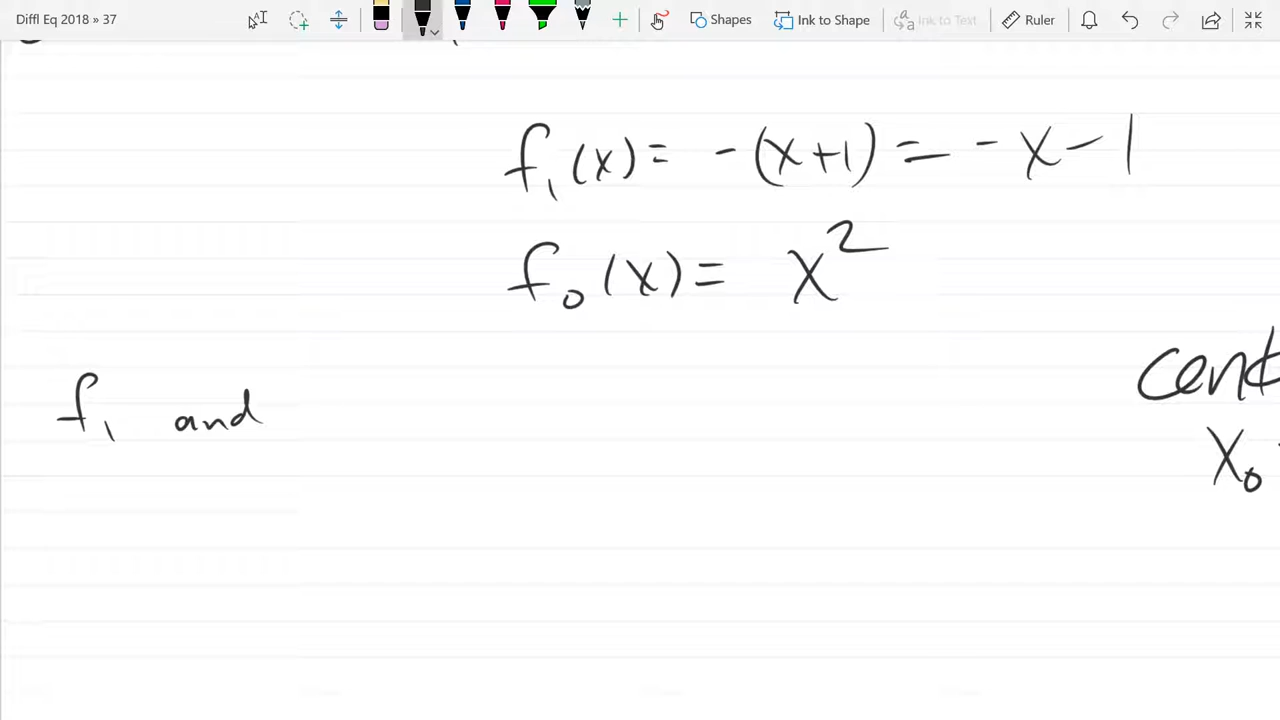 Diffl Eq 2018 » 37
Shapes
Ink to Shape
Ink to Text
Ruler
f₁(x) = -(x+1) = -x-1
f₀(x) = x²
cent
f₁ and
x₀